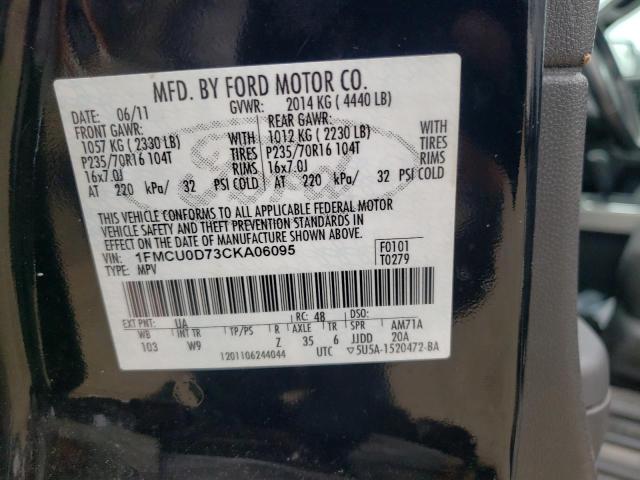 MFD. BY FORD MOTOR CO.
DATE: 06/11 GVWR: 2014 KG ( 4440 LB)
FRONT GAWR: REAR GAWR:
1057 KG ( 2330 LB) WITH 1012 KG ( 2230 LB) WITH
P235/70R16 104T TIRES P235/70R16 104T TIRES
16x7.0J RIMS 16x7.0J RIMS
AT 220 kPa/ 32 PSI COLD AT 220 kPa/ 32 PSI COLD
Ford
THIS VEHICLE CONFORMS TO ALL APPLICABLE FEDERAL MOTOR
VEHICLE SAFETY AND THEFT PREVENTION STANDARDS IN
EFFECT ON THE DATE OF MANUFACTURE SHOWN ABOVE.
VIN: 1FMCU0D73CKA06095 F0101
TYPE: MPV T0279
EXT PNT: UA RC: 48 DSO:
WB INT TR TP/PS R AXLE TR SPR AM71A
103 W9 Z 35 6 JJDD 20A
1201106244044 UTC ▽5U5A-1520472-BA